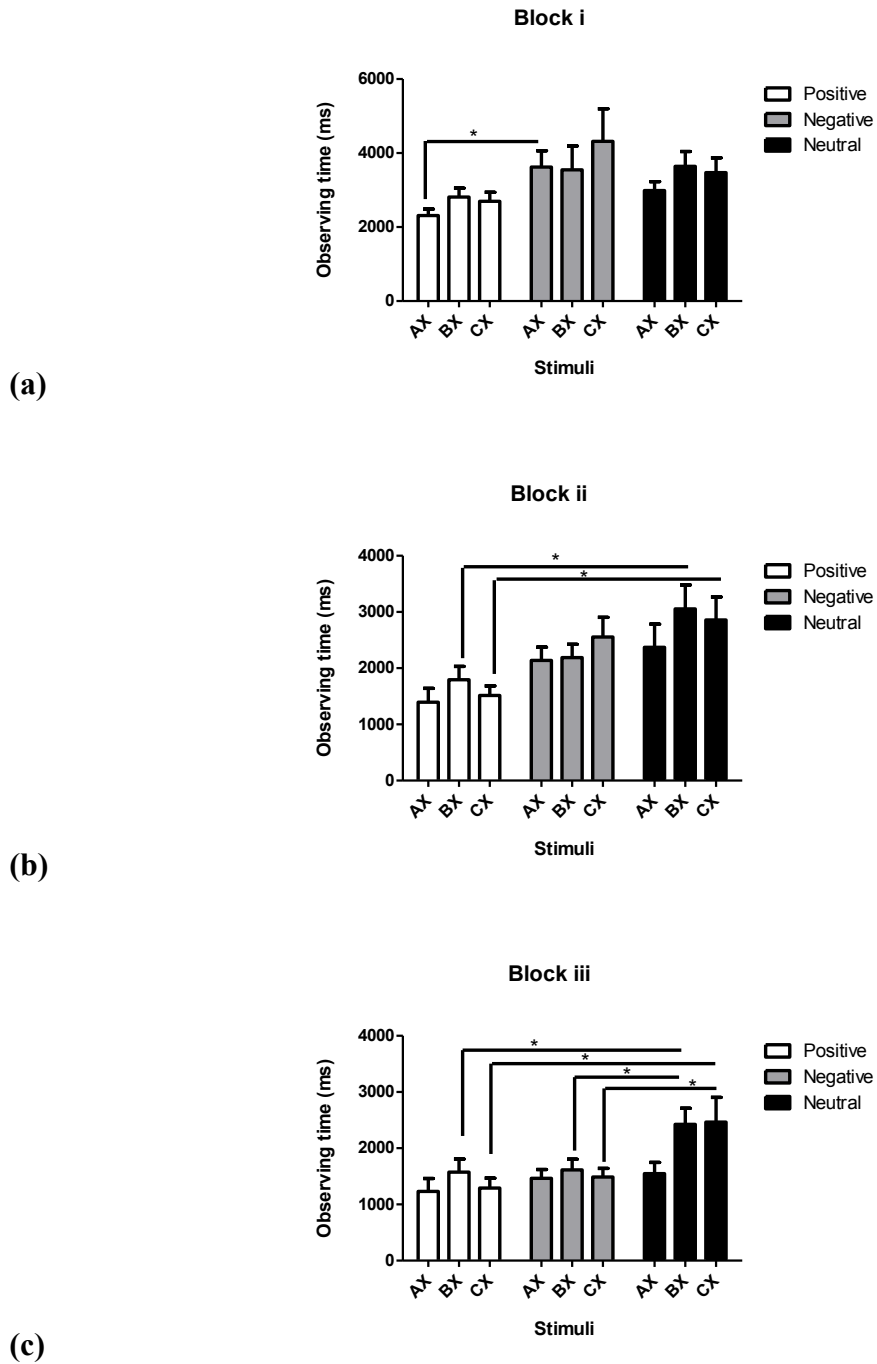 Block i
Observing time (ms)
6000
4000
2000
0
*
AX BX CX AX BX CX AX BX CX
Stimuli
Positive
Negative
Neutral
(a)
Block ii
Observing time (ms)
4000
3000
2000
1000
0
*
*
AX BX CX AX BX CX AX BX CX
Stimuli
Positive
Negative
Neutral
(b)
Block iii
Observing time (ms)
4000
3000
2000
1000
0
*
*
*
*
AX BX CX AX BX CX AX BX CX
Stimuli
Positive
Negative
Neutral
(c)